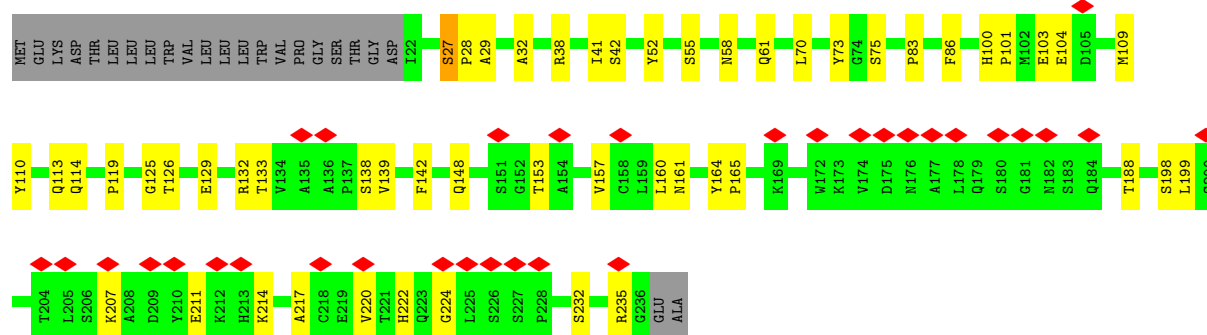 MET GLU LYS ASP THR LEU LEU LEU TRP VAL LEU LEU LEU TRP VAL PRO GLY SER THR GLY ASP I22 S27 P28 A29 A32 R38 I41 S42 Y52 S55 N58 Q61 L70 Y73 G74 S75 P83 F86 H100 P101 M102 E103 E104 D105 M109
Y110 Q113 Q114 P119 G125 T126 E129 R132 T133 V134 A135 A136 P137 S138 V139 F142 Q148 S151 G152 T153 A154 V157 C158 L159 L160 N161 Y164 P165 K169 W172 K173 V174 D175 N176 A177 L178 Q179 S180 G181 N182 S183 Q184 T188 S198 L199
T204 L205 S206 K207 A208 D209 Y210 E211 K212 H213 K214 A217 C218 E219 V220 T221 H222 Q223 G224 L225 S226 S227 P228 S232 R235 G236 GLU ALA